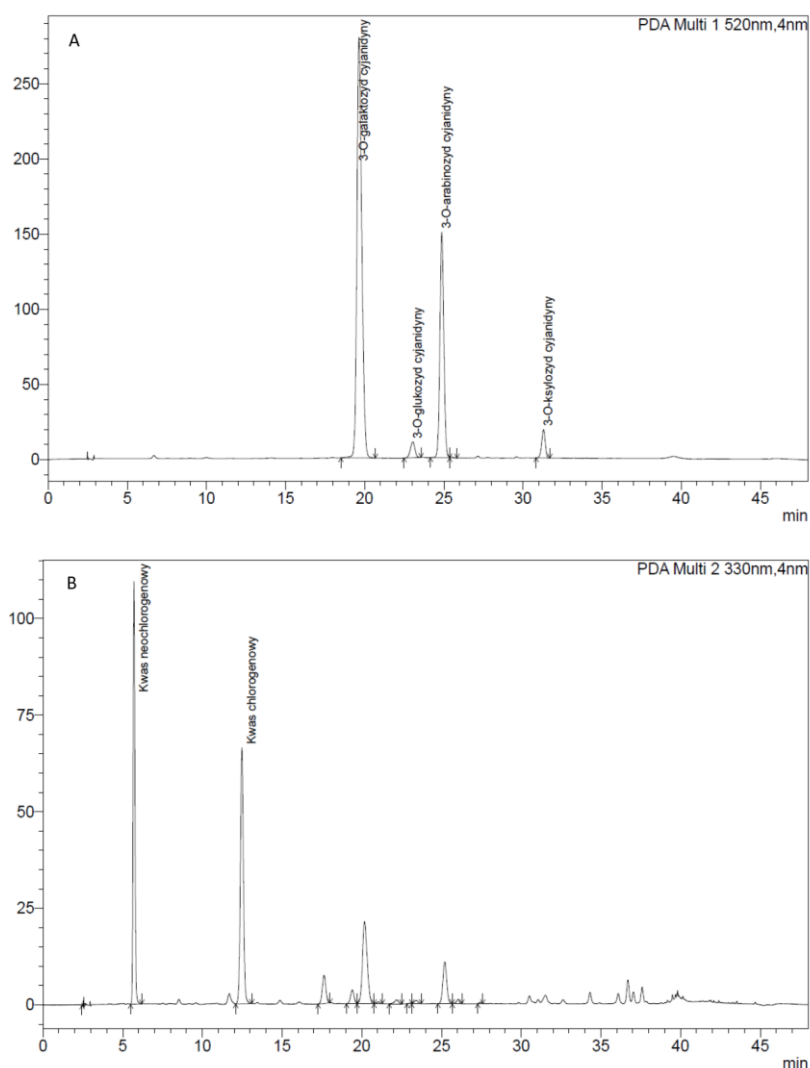 A
PDA Multi 1 520nm,4nm
250
200
150
100
50
0
3-O-galaktozyd cyjanidyny
3-O-glukozyd cyjanidyny
3-O-arabinozyd cyjanidyny
3-O-ksylozyd cyjanidyny
0 5 10 15 20 25 30 35 40 45
min
B
PDA Multi 2 330nm,4nm
100
75
50
25
0
Kwas neochlorogenowy
Kwas chlorogenowy
0 5 10 15 20 25 30 35 40 45
min